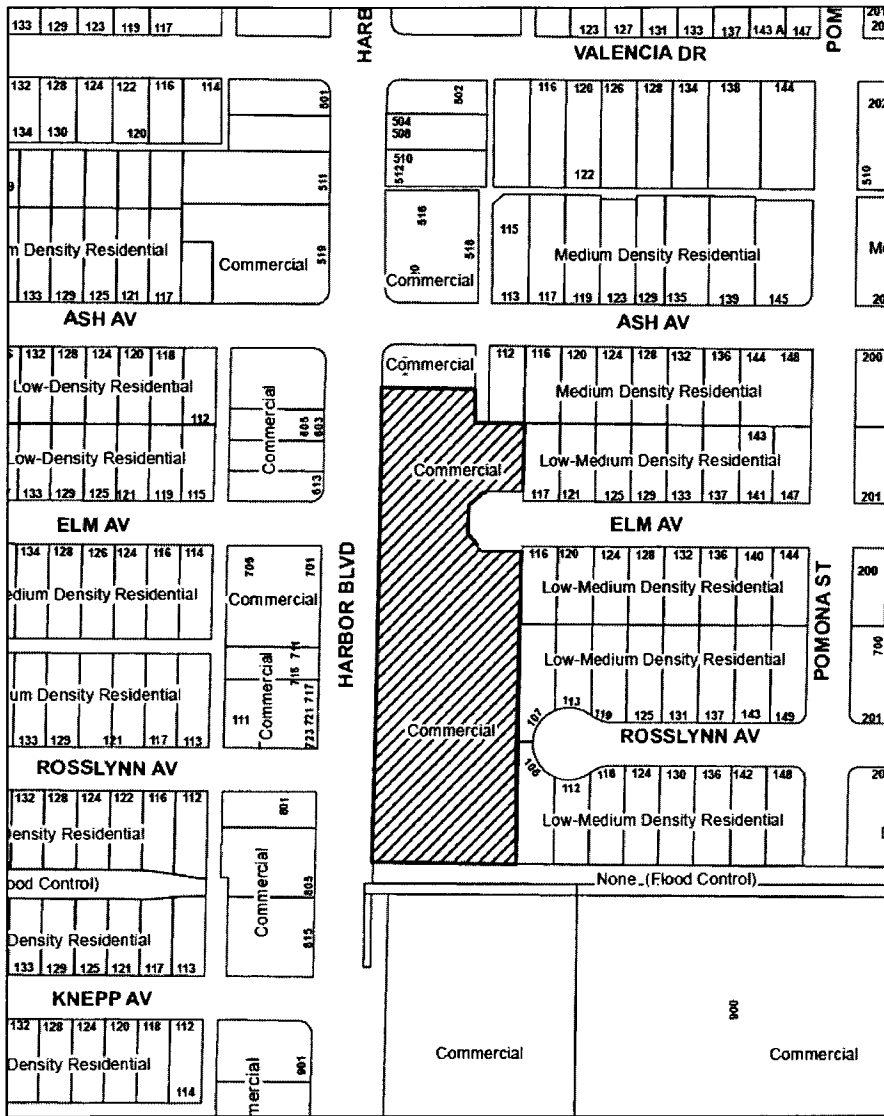 133 129 123 119 117
HARB
123 127 131 133 137 143 A 147
POM
201
VALENCIA DR
132 128 124 122 116 114
501
502
116 120 126 128 134 138 144
202
134 130 120
504
508
510
512
122
510
511
516
518
115
m Density Residential
Commercial
519
Commercial
Medium Density Residential
133 129 125 121 117
113 117 119 123 129 135 139 145
ASH AV
ASH AV
132 128 124 120 118
Commercial
112 116 120 124 128 132 136 144 148
200
Low-Density Residential
112
Commercial
605
603
Medium Density Residential
Low-Density Residential
Commercial
143
Low-Medium Density Residential
133 129 125 121 119 115
613
117 121 125 129 133 137 141 147
201
ELM AV
ELM AV
134 128 126 124 116 114
705 701
HARBOR BLVD
116 120 124 128 132 136 140 144
POMONA ST
200
edium Density Residential
Commercial
Low-Medium Density Residential
711
715
717
721
723
Commercial
111
um Density Residential
Low-Medium Density Residential
700
133 129 121 117 113
Commercial
107 113 119 125 131 137 143 149
201
ROSSLYNN AV
ROSSLYNN AV
106
132 128 124 122 116 112
801
112 118 124 130 136 142 148
Density Residential
Low-Medium Density Residential
ood Control)
Commercial
805
None (Flood Control)
Density Residential
815
133 129 125 121 117 113
KNEPP AV
900
132 128 124 120 118 112
Density Residential
114
mercial
901
Commercial
Commercial